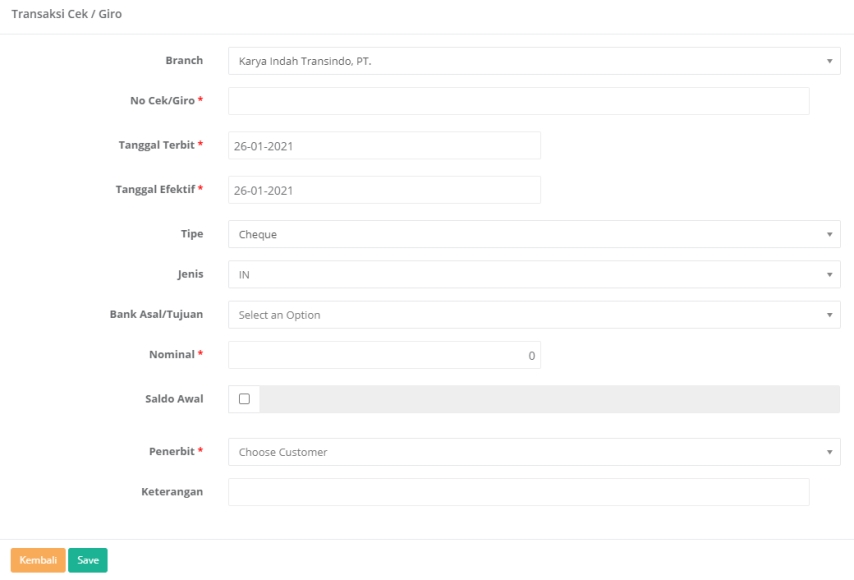 Transaksi Cek / Giro
Branch Karya Indah Transindo, PT.
No Cek/Giro *
Tanggal Terbit * 26-01-2021
Tanggal Efektif * 26-01-2021
Tipe Cheque
Jenis IN
Bank Asal/Tujuan Select an Option
Nominal * 0
Saldo Awal
Penerbit * Choose Customer
Keterangan
Kembali Save